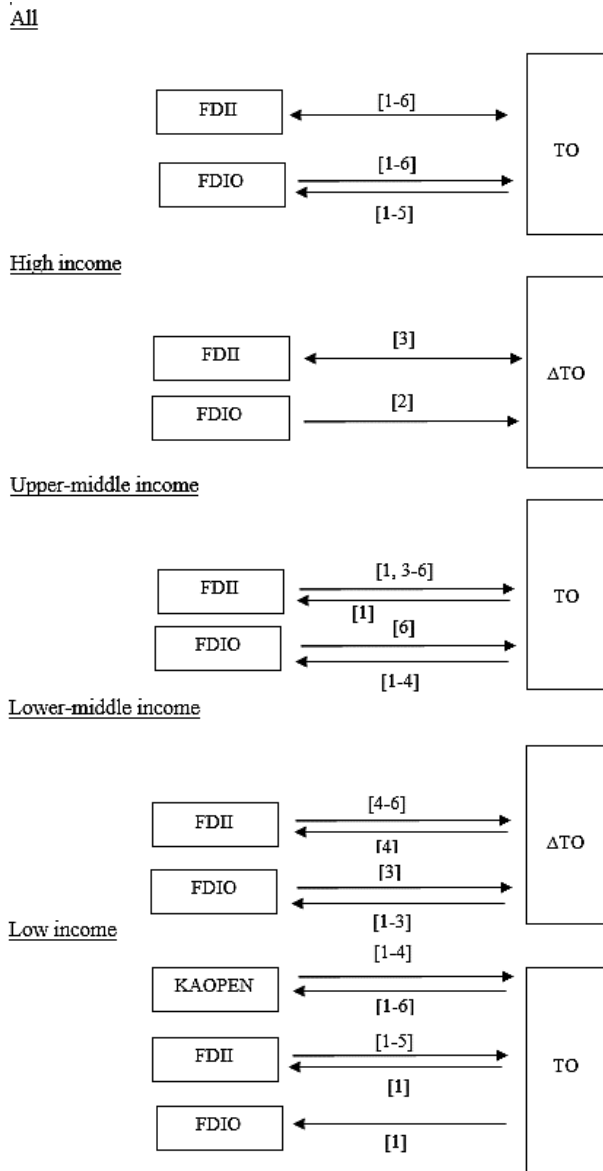 All
[1-6]
FDII
TO
[1-6]
FDIO
[1-5]
High income
[3]
FDII
ΔTO
[2]
FDIO
Upper-middle income
[1, 3-6]
FDII
TO
[1]
[6]
FDIO
[1-4]
Lower-middle income
[4-6]
FDII
[4]
ΔTO
[3]
FDIO
[1-3]
Low income
[1-4]
KAOPEN
[1-6]
[1-5]
FDII
TO
[1]
FDIO
[1]